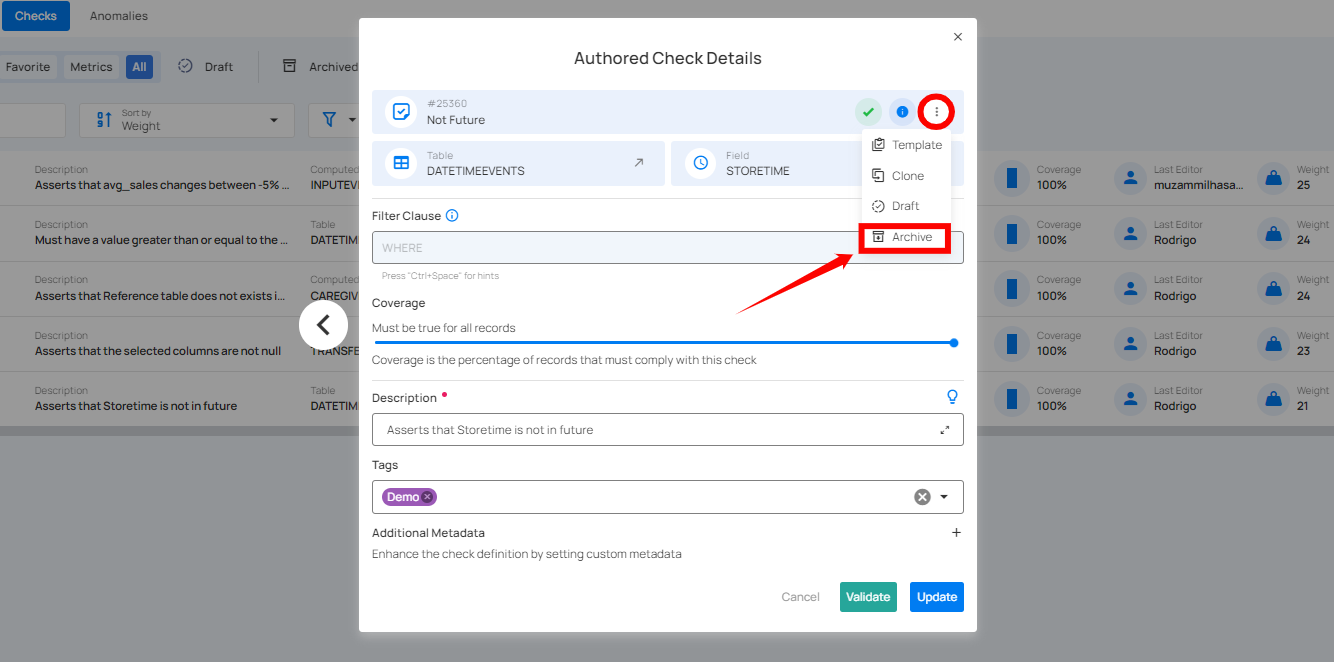 Checks
Anomalies
Favorite
Metrics
All
Draft
Archived
Sort by
Weight
Description
Asserts that avg_sales changes between -5% ...
Computed
INPUTEV
Description
Must have a value greater than or equal to the ...
Table
DATETIM
Description
Asserts that Reference table does not exists i...
Compute
CAREGIV
Description
Asserts that the selected columns are not null
TRANSFE
Description
Asserts that Storetime is not in future
Table
DATETIM
Authored Check Details
#25360
Not Future
Table
DATETIMEEVENTS
Field
STORETIME
Template
Clone
Draft
Archive
Filter Clause
WHERE
Press "Ctrl+Space" for hints
Coverage
Must be true for all records
Coverage is the percentage of records that must comply with this check
Description
Asserts that Storetime is not in future
Tags
Demo
Additional Metadata
Enhance the check definition by setting custom metadata
Cancel
Validate
Update
Coverage
100%
Last Editor
muzammilhasa...
Weight
25
Coverage
100%
Last Editor
Rodrigo
Weight
24
Coverage
100%
Last Editor
Rodrigo
Weight
24
Coverage
100%
Last Editor
Rodrigo
Weight
23
Coverage
100%
Last Editor
Rodrigo
Weight
21